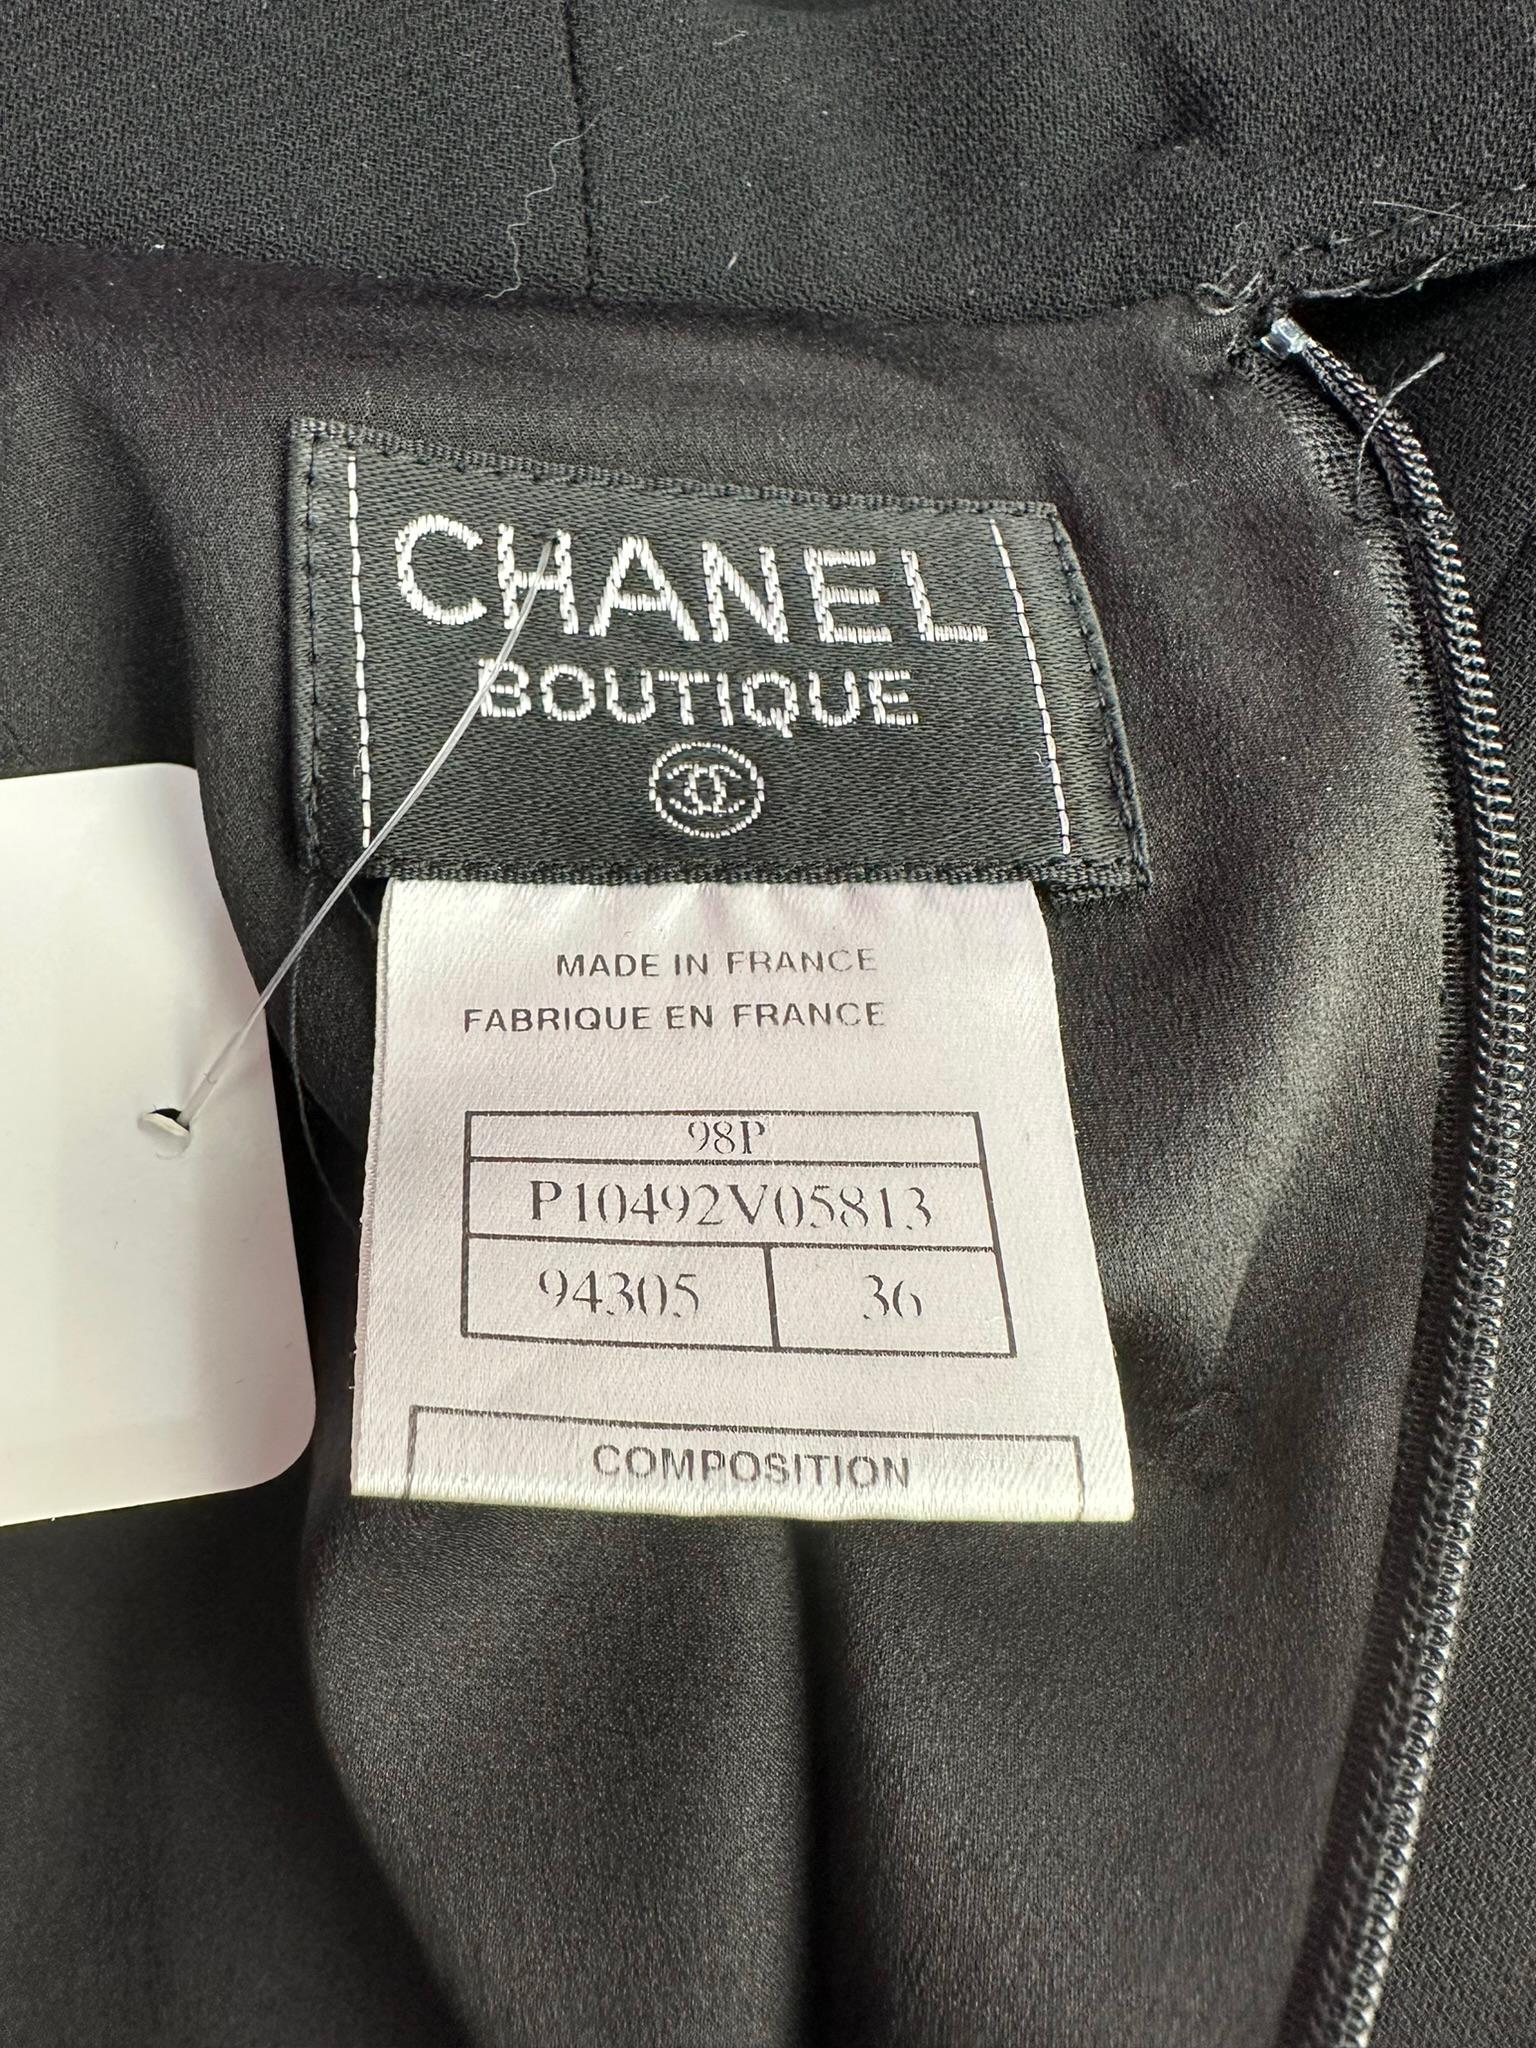 CHANEL
BOUTIQUE
MADE IN FRANCE
FABRIQUE EN FRANCE
98P
P10492V05813
94305 36
COMPOSITION